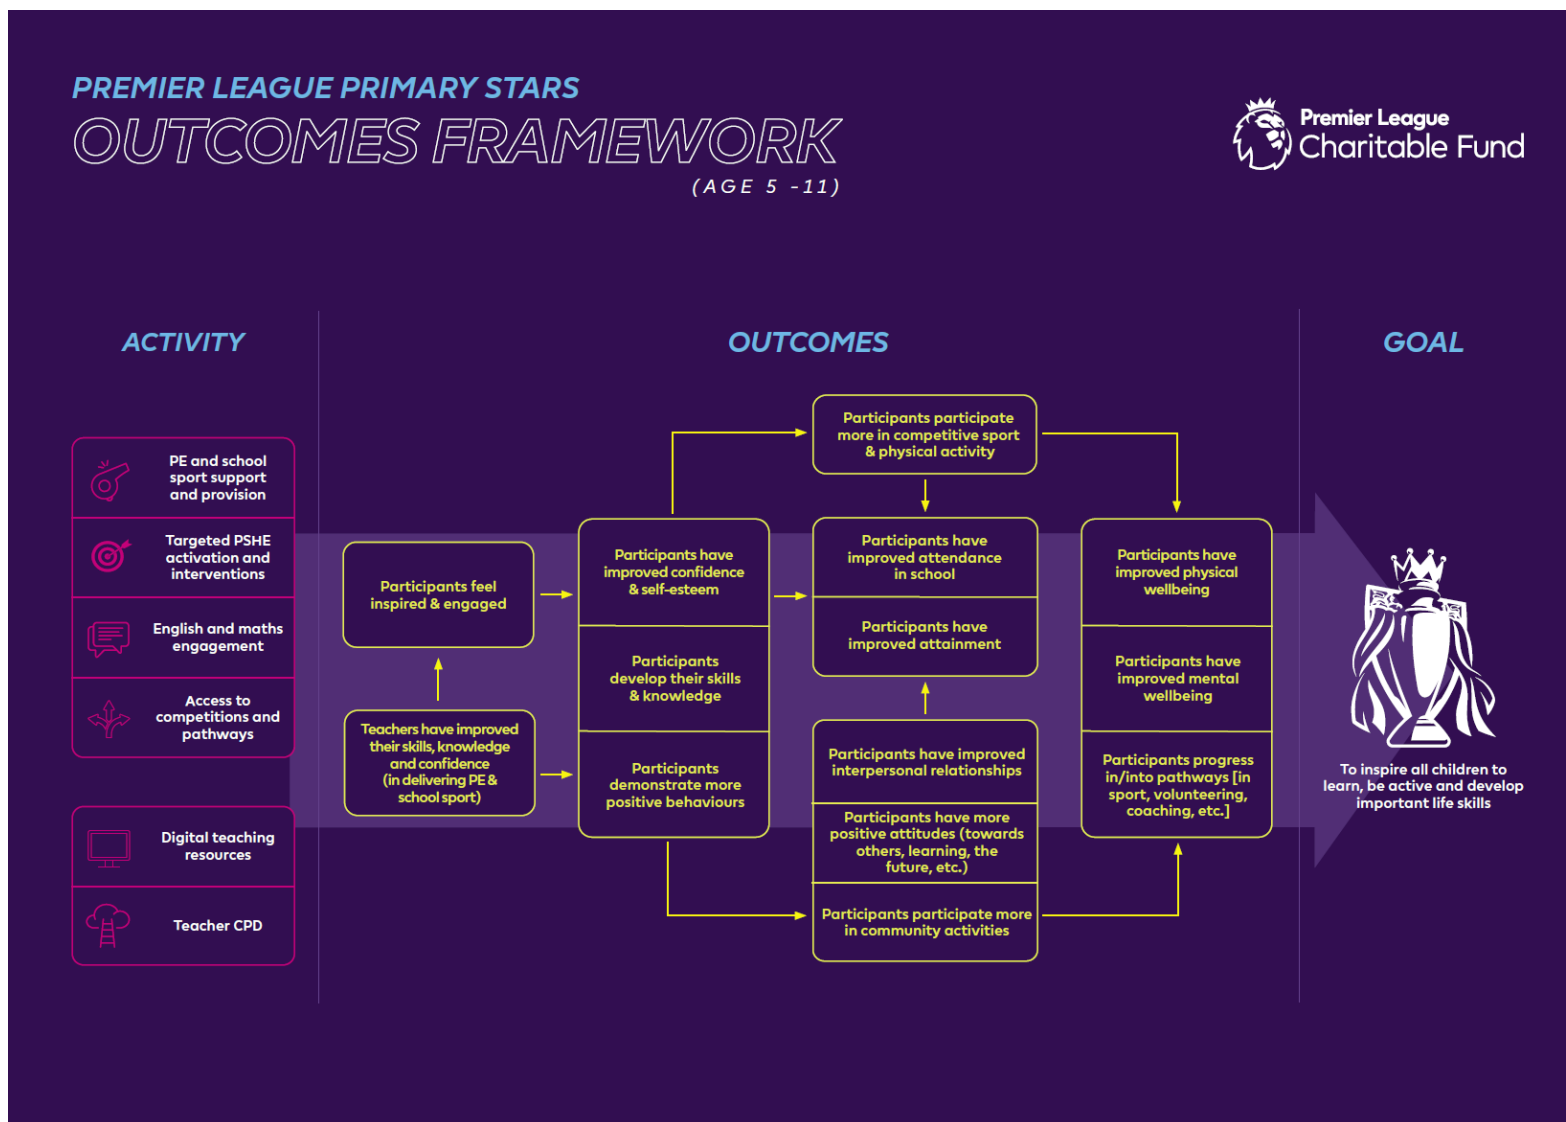 PREMIER LEAGUE PRIMARY STARS
OUTCOMES FRAMEWORK
(AGE 5 -11)
Premier League
Charitable Fund
ACTIVITY
OUTCOMES
GOAL
PE and school
sport support
and provision
Targeted PSHE
activation and
interventions
English and maths
engagement
Access to
competitions and
pathways
Digital teaching
resources
Teacher CPD
Participants feel
inspired & engaged
Teachers have improved
their skills, knowledge
and confidence
(in delivering PE &
school sport)
Participants have
improved confidence
& self-esteem
Participants
develop their skills
& knowledge
Participants
demonstrate more
positive behaviours
Participants participate
more in competitive sport
& physical activity
Participants have
improved attendance
in school
Participants have
improved attainment
Participants have improved
interpersonal relationships
Participants have more
positive attitudes (towards
others, learning, the
future, etc.)
Participants participate more
in community activities
Participants have
improved physical
wellbeing
Participants have
improved mental
wellbeing
Participants progress
in/into pathways [in
sport, volunteering,
coaching, etc.]
To inspire all children to
learn, be active and develop
important life skills